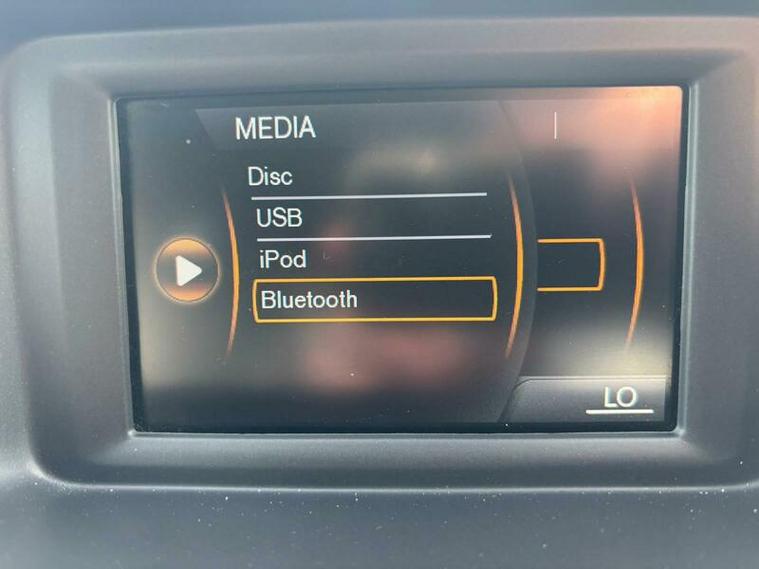 MEDIA
Disc
USB
iPod
Bluetooth
LO